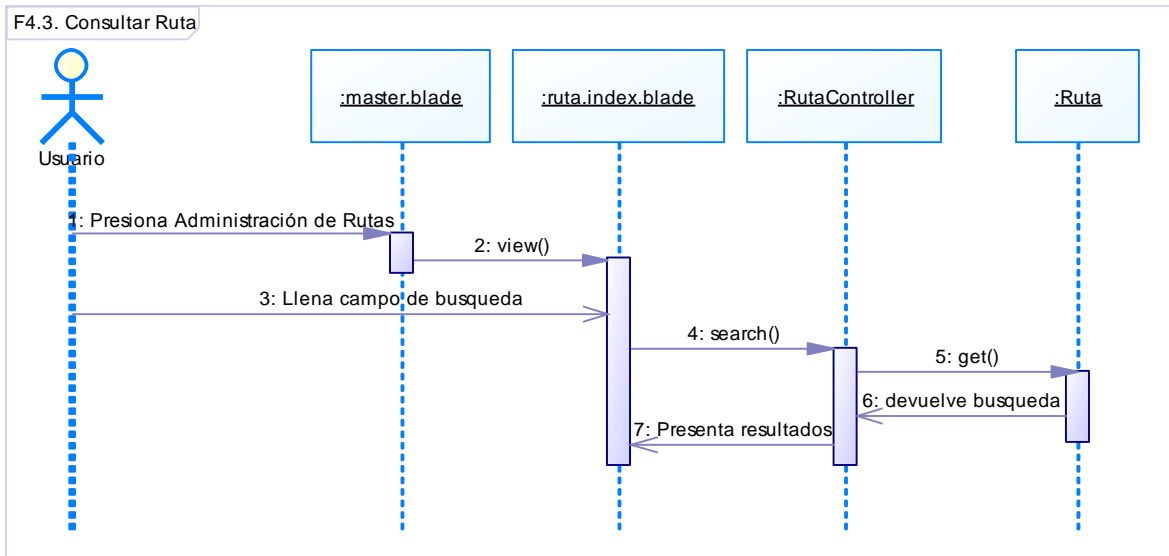 F4.3. Consultar Ruta
:master.blade
:ruta.index.blade
:RutaController
:Ruta
Usuario
1: Presiona Administración de Rutas
2: view()
3: Llena campo de busqueda
4: search()
5: get()
6: devuelve busqueda
7: Presenta resultados